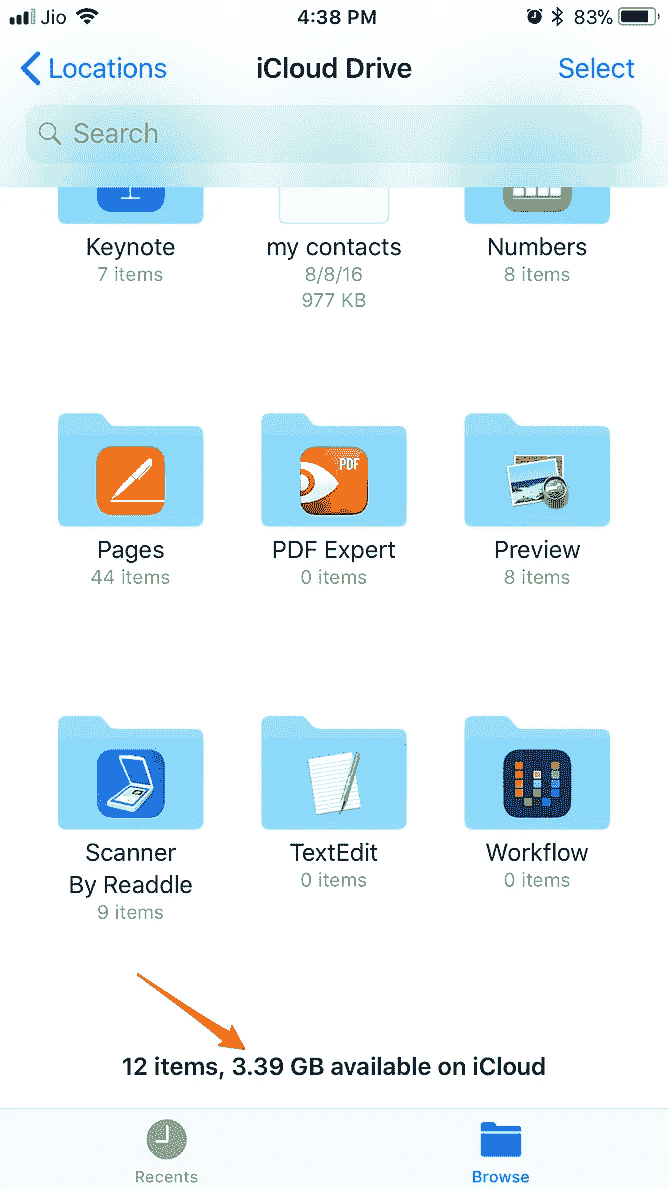 Jio 4:38 PM 83%
Locations iCloud Drive Select
Search
Keynote my contacts Numbers
7 items 8/8/16 8 items
977 KB
PDF
Pages PDF Expert Preview
44 items 0 items 8 items
Scanner TextEdit Workflow
By Readdle 0 items 0 items
9 items
12 items, 3.39 GB available on iCloud
Recents Browse